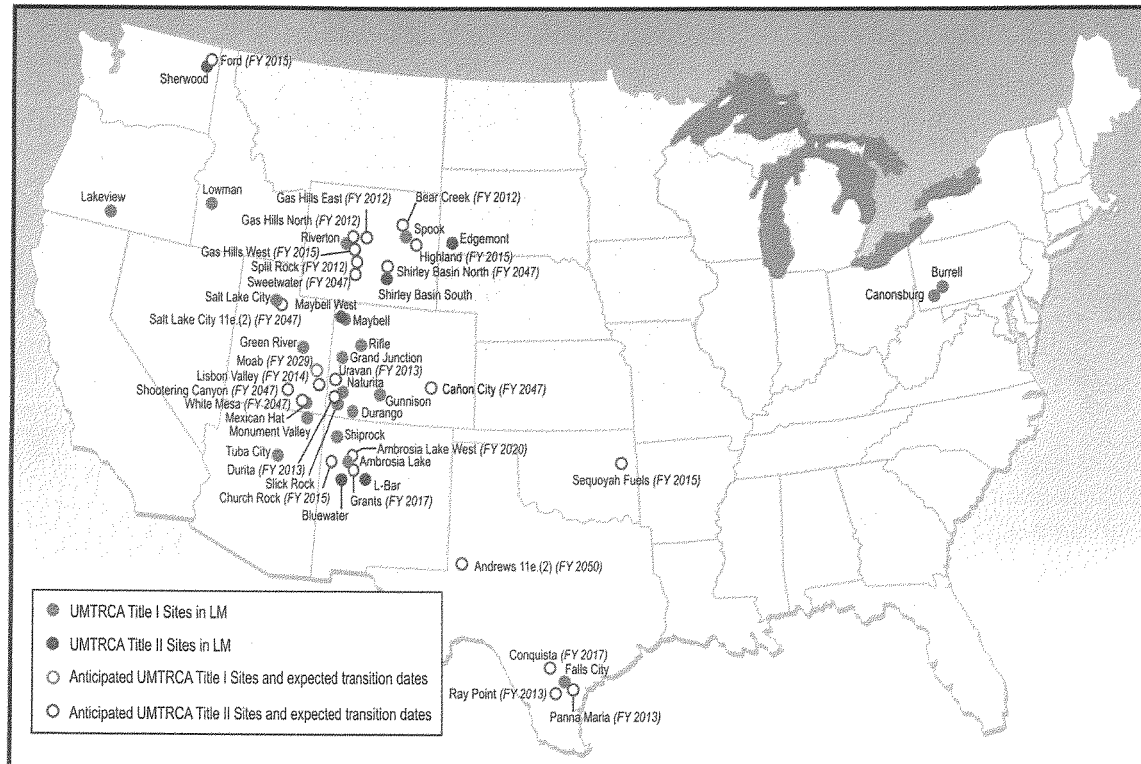 Ford (FY 2015)
Sherwood
Lakeview
Lowman
Gas Hills East (FY 2012)
Bear Creek (FY 2012)
Gas Hills North (FY 2012)
Spook
Riverton
Edgemont
Gas Hills West (FY 2015)
Highland (FY 2015)
Split Rock (FY 2012)
Shirley Basin North (FY 2047)
Sweetwater (FY 2047)
Shirley Basin South
Burrell
Canonsburg
Salt Lake City
Maybell West
Salt Lake City 11e.(2) (FY 2047)
Maybell
Green River
Rifle
Moab (FY 2029)
Grand Junction
Lisbon Valley (FY 2014)
Uravan (FY 2013)
Shootering Canyon (FY 2047)
Naturita
Cañon City (FY 2047)
White Mesa (FY 2047)
Gunnison
Mexican Hat
Durango
Monument Valley
Shiprock
Tuba City
Ambrosia Lake West (FY 2020)
Durita (FY 2013)
Ambrosia Lake
Slick Rock
L-Bar
Church Rock (FY 2015)
Grants (FY 2017)
Bluewater
Sequoyah Fuels (FY 2015)
Andrews 11e.(2) (FY 2050)
Conquista (FY 2017)
Falls City
Ray Point (FY 2013)
Panna Maria (FY 2013)
UMTRCA Title I Sites in LM
UMTRCA Title II Sites in LM
Anticipated UMTRCA Title I Sites and expected transition dates
Anticipated UMTRCA Title II Sites and expected transition dates